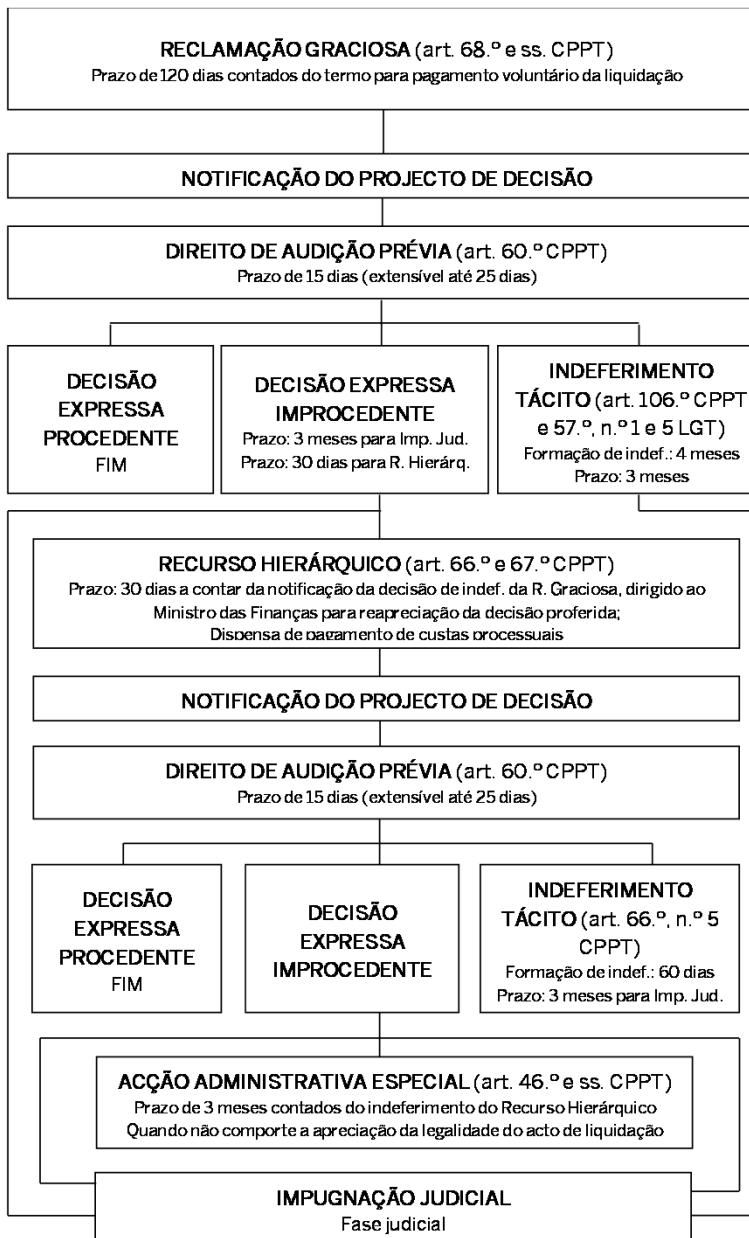 RECLAMAÇÃO GRACIOSA (art. 68.º e ss. CPPT)
Prazo de 120 dias contados do termo para pagamento voluntário da liquidação
NOTIFICAÇÃO DO PROJECTO DE DECISÃO
DIREITO DE AUDIÇÃO PRÉVIA (art. 60.º CPPT)
Prazo de 15 dias (extensível até 25 dias)
DECISÃO
EXPRESSA
PROCEDENTE
FIM
DECISÃO EXPRESSA
IMPROCEDENTE
Prazo: 3 meses para Imp. Jud.
Prazo: 30 dias para R. Hierárq.
INDEFERIMENTO
TÁCITO (art. 106.º CPPT
e 57.º, n.º 1 e 5 LGT)
Formação de indef.: 4 meses
Prazo: 3 meses
RECURSO HIERÁRQUICO (art. 66.º e 67.º CPPT)
Prazo: 30 dias a contar da notificação da decisão de indef. da R. Graciosa, dirigido ao
Ministro das Finanças para reapreciação da decisão proferida;
Dispensa de pagamento de custas processuais
NOTIFICAÇÃO DO PROJECTO DE DECISÃO
DIREITO DE AUDIÇÃO PRÉVIA (art. 60.º CPPT)
Prazo de 15 dias (extensível até 25 dias)
DECISÃO
EXPRESSA
PROCEDENTE
FIM
DECISÃO
EXPRESSA
IMPROCEDENTE
INDEFERIMENTO
TÁCITO (art. 66.º, n.º 5
CPPT)
Formação de indef.: 60 dias
Prazo: 3 meses para Imp. Jud.
ACÇÃO ADMINISTRATIVA ESPECIAL (art. 46.º e ss. CPPT)
Prazo de 3 meses contados do indeferimento do Recurso Hierárquico
Quando não comporte a apreciação da legalidade do acto de liquidação
IMPUGNAÇÃO JUDICIAL
Fase judicial